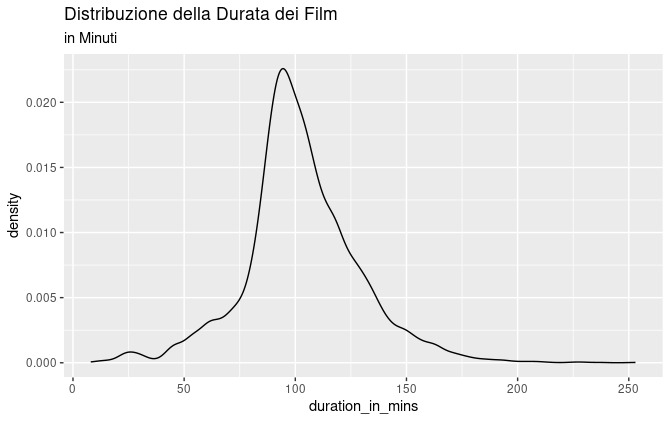 Distribuzione della Durata dei Film
in Minuti
density
0.020
0.015
0.010
0.005
0.000
0
50
100
150
200
250
duration_in_mins